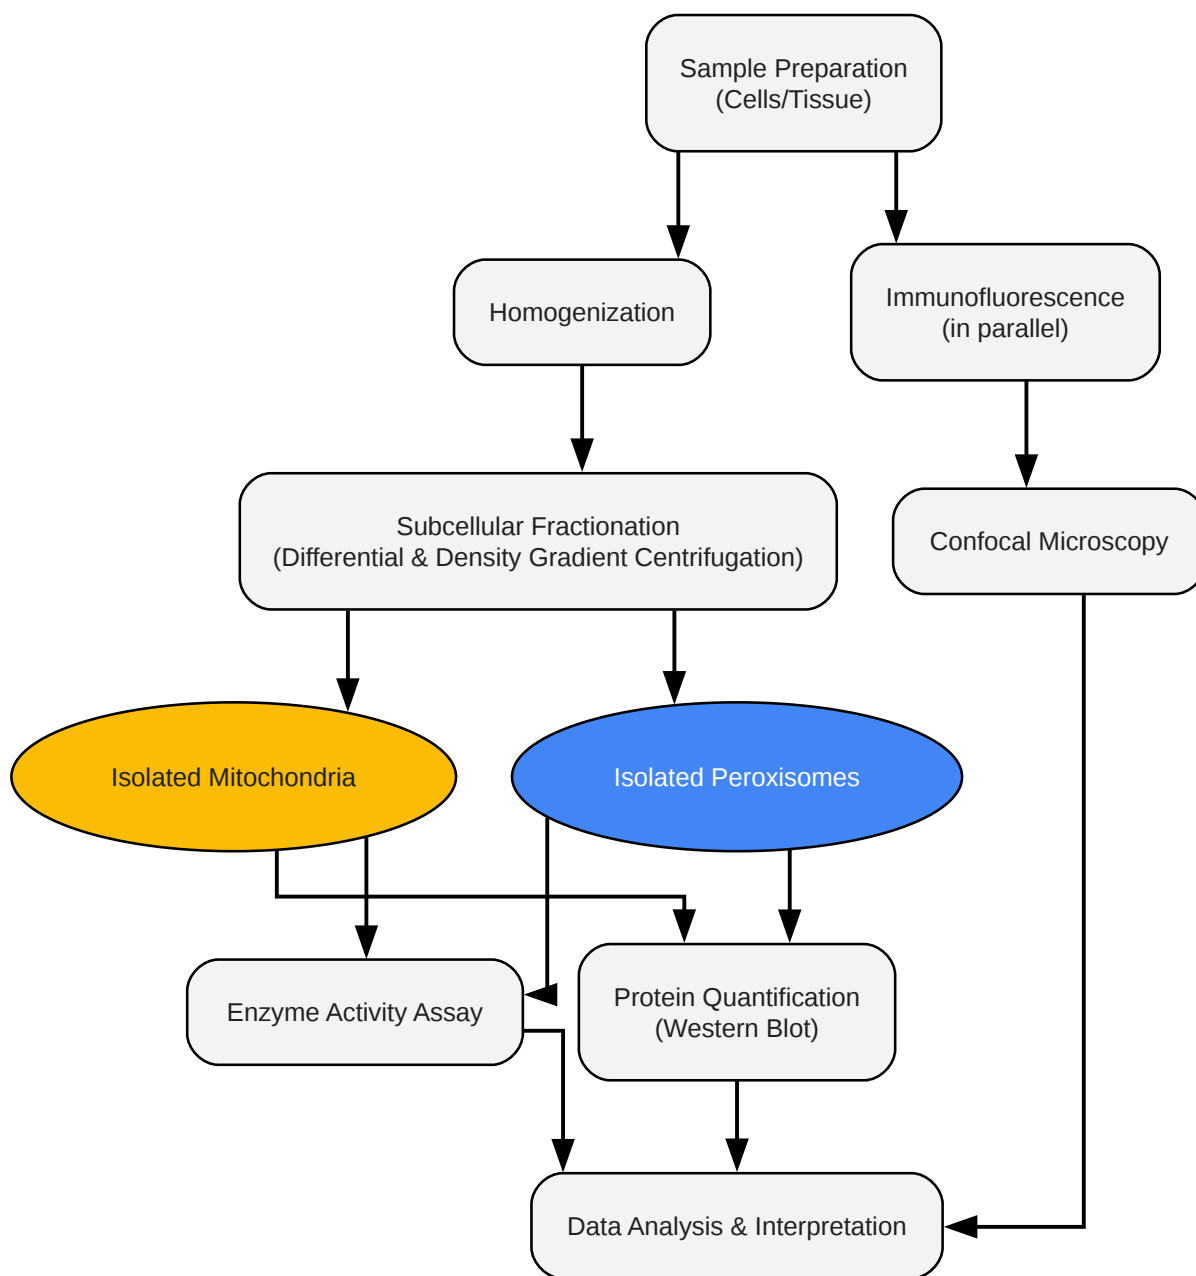 Sample Preparation
(Cells/Tissue)
Homogenization
Immunofluorescence
(in parallel)
Subcellular Fractionation
(Differential & Density Gradient Centrifugation)
Confocal Microscopy
Isolated Mitochondria
Isolated Peroxisomes
Enzyme Activity Assay
Protein Quantification
(Western Blot)
Data Analysis & Interpretation